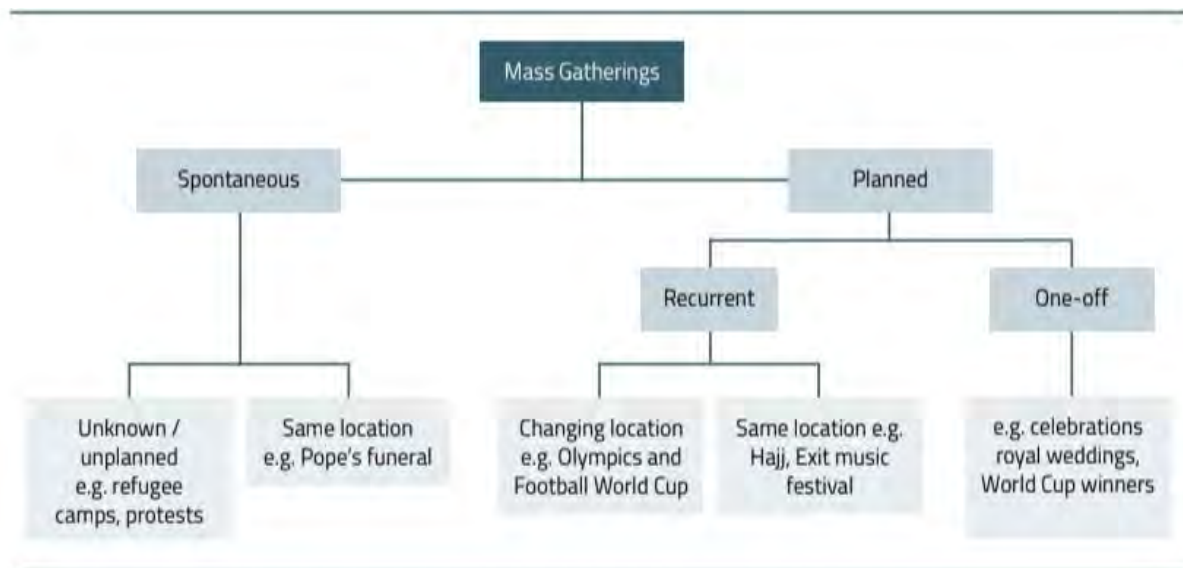 Mass Gatherings
Spontaneous
Planned
Recurrent
One-off
Unknown /
unplanned
e.g. refugee
camps, protests
Same location
e.g. Pope's funeral
Changing location
e.g. Olympics and
Football World Cup
Same location e.g.
Hajj, Exit music
festival
e.g. celebrations
royal weddings,
World Cup winners